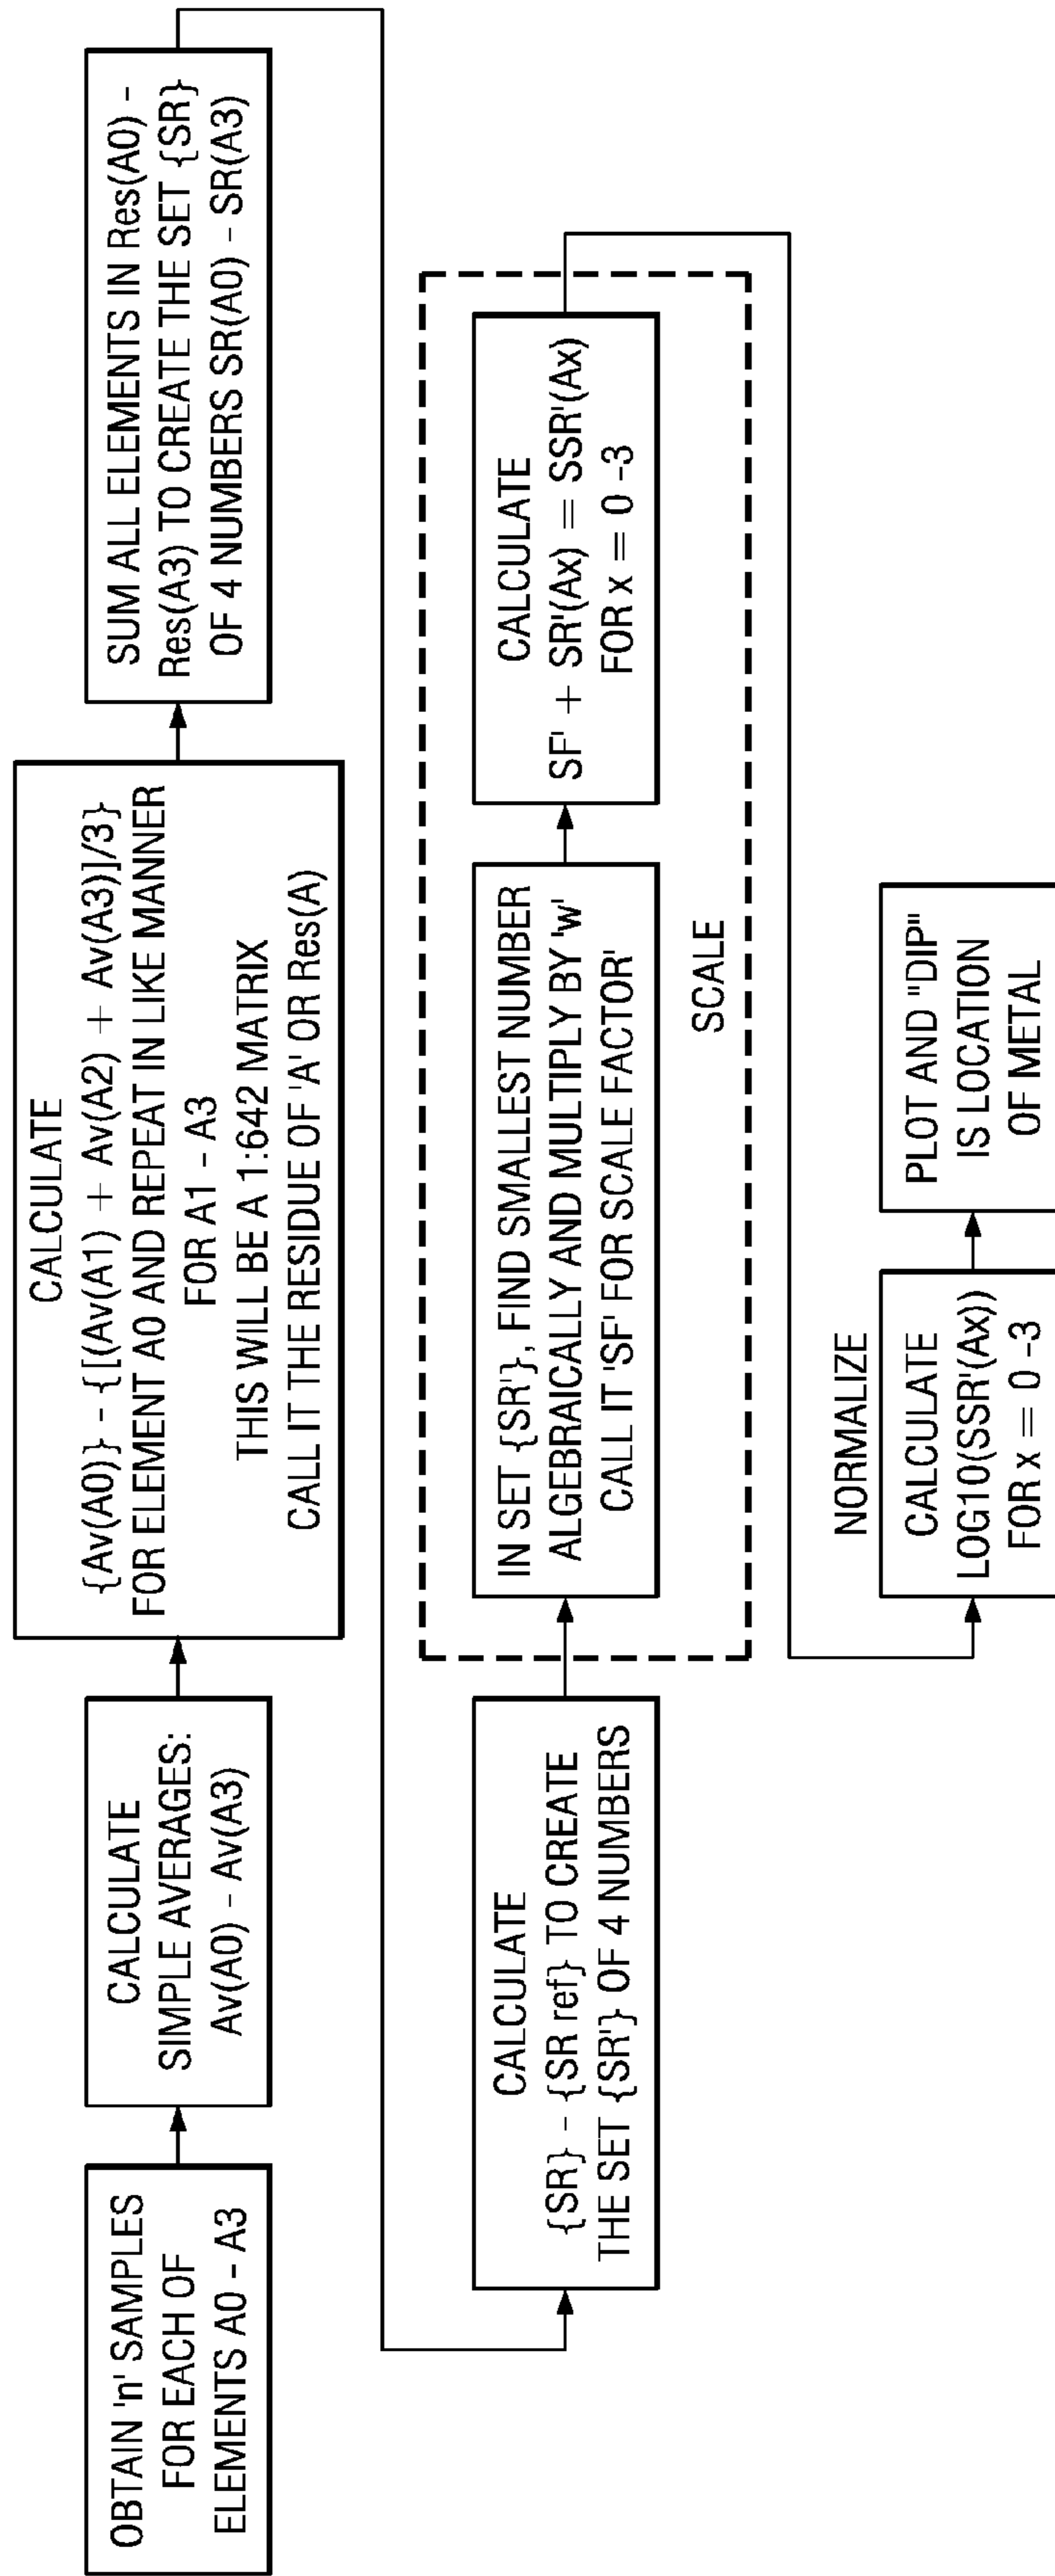 OBTAIN 'n' SAMPLES
FOR EACH OF
ELEMENTS A0 - A3
CALCULATE
SIMPLE AVERAGES:
Av(A0) - Av(A3)
CALCULATE
{Av(A0)} - {[(Av(A1) + Av(A2) + Av(A3)]/3}
FOR ELEMENT A0 AND REPEAT IN LIKE MANNER
FOR A1 - A3
THIS WILL BE A 1:642 MATRIX
CALL IT THE RESIDUE OF 'A' OR Res(A)
SUM ALL ELEMENTS IN Res(A0) -
Res(A3) TO CREATE THE SET {SR}
OF 4 NUMBERS SR(A0) - SR(A3)
CALCULATE
{SR} - {SR ref} TO CREATE
THE SET {SR'} OF 4 NUMBERS
IN SET {SR'}, FIND SMALLEST NUMBER
ALGEBRAICALLY AND MULTIPLY BY 'w'
CALL IT 'SF' FOR SCALE FACTOR'
CALCULATE
SF' + SR'(Ax) = SSR'(Ax)
FOR x = 0 -3
SCALE
NORMALIZE
CALCULATE
LOG10(SSR'(Ax))
FOR x = 0 -3
PLOT AND "DIP"
IS LOCATION
OF METAL